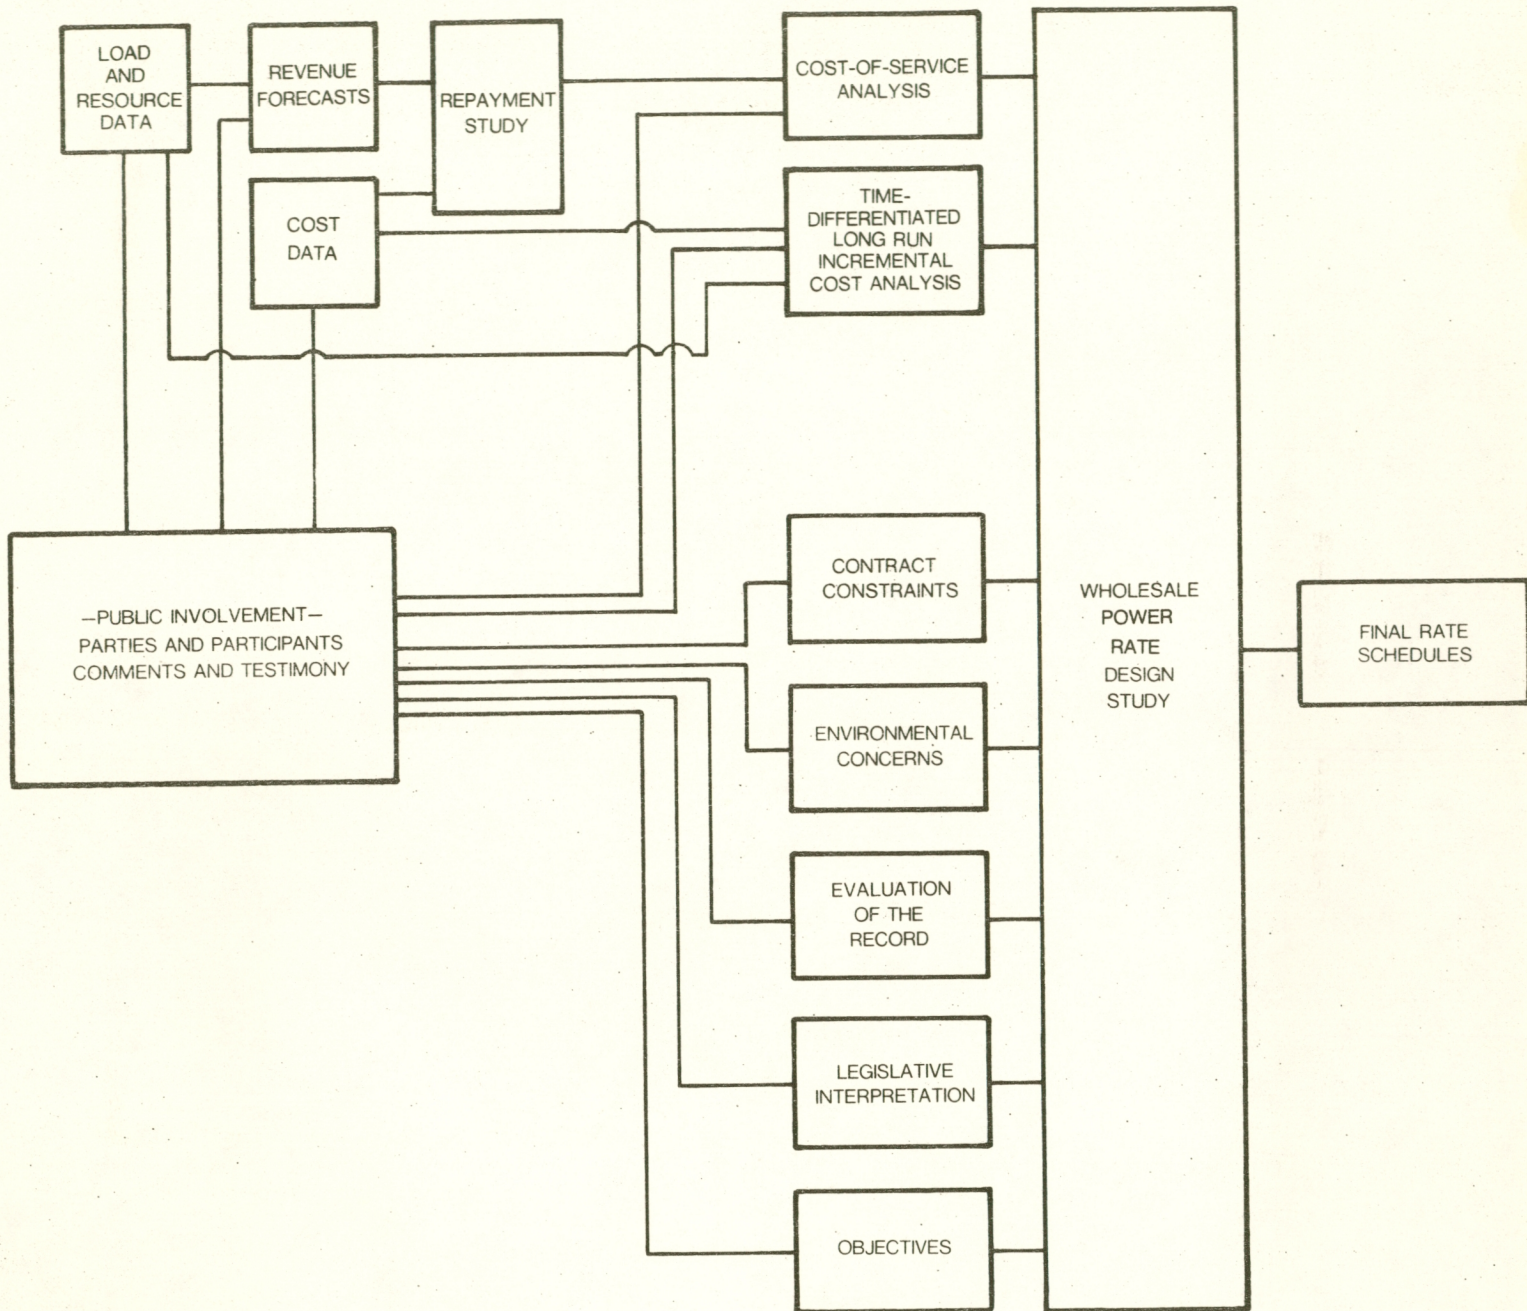 LOAD
AND
RESOURCE
DATA
REVENUE
FORECASTS
REPAYMENT
STUDY
COST-OF-SERVICE
ANALYSIS
COST
DATA
TIME-
DIFFERENTIATED
LONG RUN
INCREMENTAL
COST ANALYSIS
—PUBLIC INVOLVEMENT—
PARTIES AND PARTICIPANTS
COMMENTS AND TESTIMONY
CONTRACT
CONSTRAINTS
ENVIRONMENTAL
CONCERNS
EVALUATION
OF THE
RECORD
LEGISLATIVE
INTERPRETATION
OBJECTIVES
WHOLESALE
POWER
RATE
DESIGN
STUDY
FINAL RATE
SCHEDULES